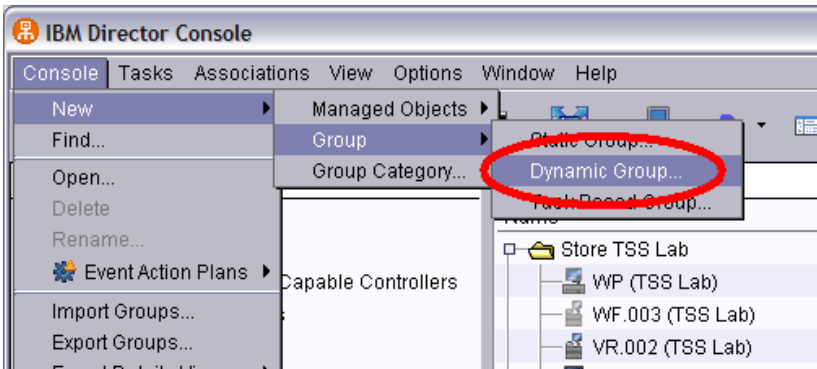 IBM Director Console
Console Tasks Associations View Options Window Help
New
Find...
Open...
Delete
Rename...
Event Action Plans
Import Groups...
Export Groups...
Managed Objects
Group
Group Category...
Static Group...
Dynamic Group...
Task Based Group...
Name
Capable Controllers
Store TSS Lab
WP (TSS Lab)
WF.003 (TSS Lab)
VR.002 (TSS Lab)